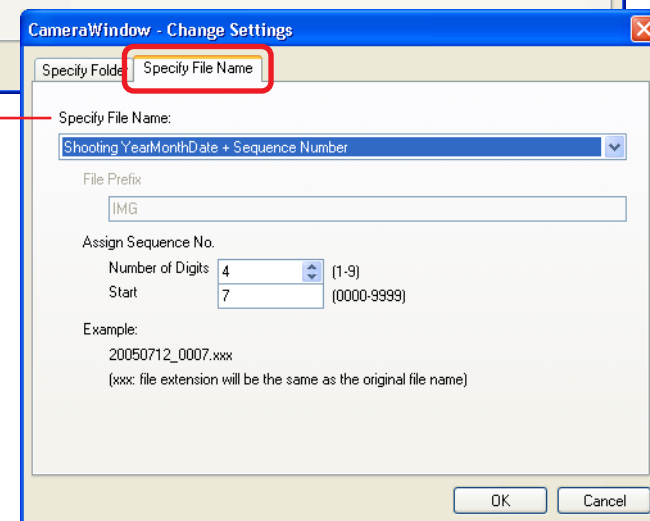 CameraWindow - Change Settings
Specify Folder
Specify File Name
Specify File Name:
Shooting YearMonthDate + Sequence Number
File Prefix
IMG
Assign Sequence No.
Number of Digits 4 (1-9)
Start 7 (0000-9999)
Example:
20050712_0007.xxx
(xxx: file extension will be the same as the original file name)
OK Cancel